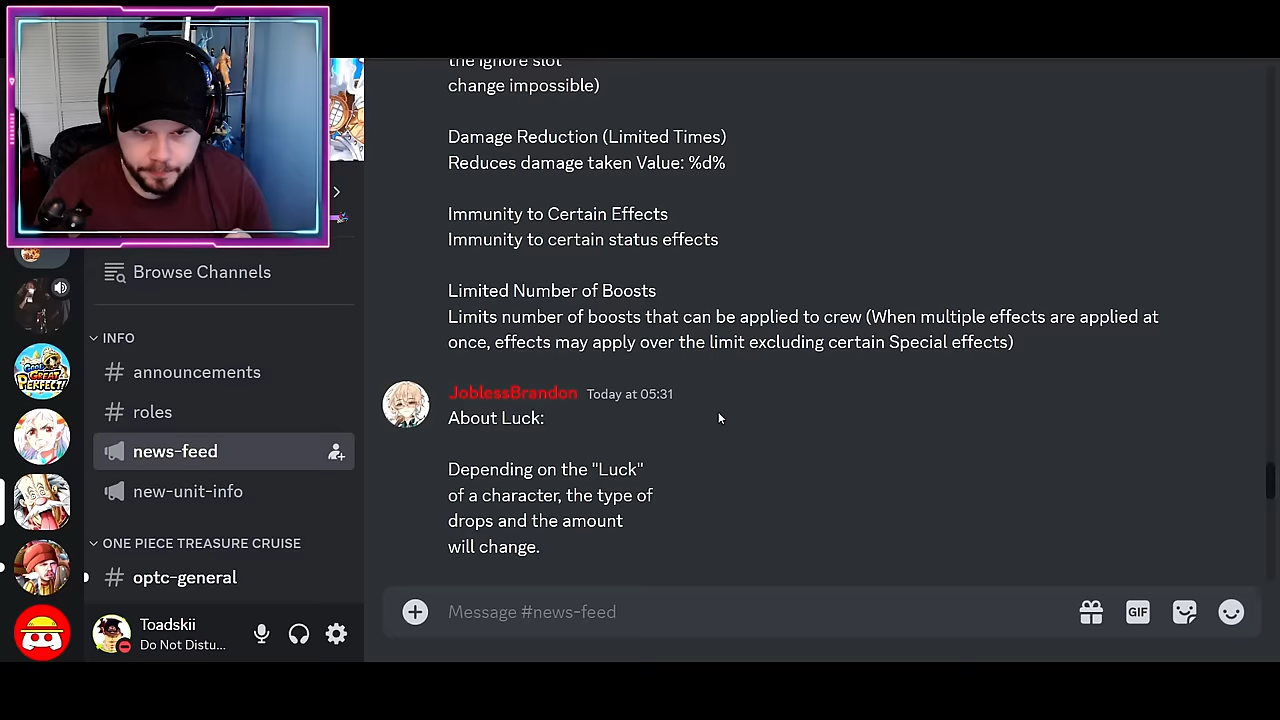 the ignore slot
change impossible)
Damage Reduction (Limited Times)
Reduces damage taken Value: %d%
Immunity to Certain Effects
Immunity to certain status effects
Limited Number of Boosts
Limits number of boosts that can be applied to crew (When multiple effects are applied at
once, effects may apply over the limit excluding certain Special effects)
JoblessBrandon Today at 05:31
About Luck:
Depending on the "Luck"
of a character, the type of
drops and the amount
will change.
Message #news-feed
GIF
Browse Channels
INFO
announcements
roles
news-feed
new-unit-info
ONE PIECE TREASURE CRUISE
optc-general
Toadskii
Do Not Distu...
GREAT
PERFECT!